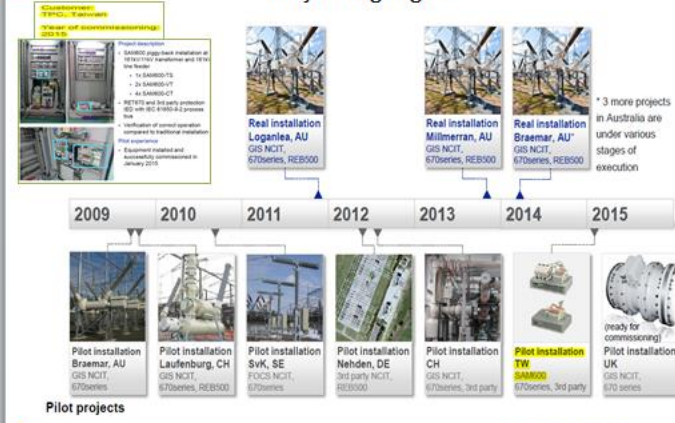 Customer:
TPC, Taiwan
Year of commissioning:
2015
Project description
SAM600 piggy-back installation at
161kV/11kV transformer and 161kV
line feeder
1x SAM600-TS
2x SAM600-VT
4x SAM600-CT
RET670 and 3rd party protection
IED with IEC 61850-9-2 process
bus
Verification of correct operation
compared to traditional installation
Pilot experience
Equipment installed and
successfully commissioned in
January 2015
Real installation
Loganlea, AU
GIS NCIT,
670series, REB500
Real installation
Millmerran, AU
GIS NCIT,
670series, REB500
Real installation
Braemar, AU*
GIS NCIT,
670series, REB500
* 3 more projects
in Australia are
under various
stages of
execution
2009 2010 2011 2012 2013 2014 2015
Pilot installation
Braemar, AU
GIS NCIT,
670series
Pilot installation
Laufenburg, CH
GIS NCIT,
670series, REB500
Pilot installation
SvK, SE
FOCS NCIT,
670series
Pilot installation
Nehden, DE
3rd party NCIT,
REB500
Pilot installation
CH
GIS NCIT,
670series, 3rd party
Pilot Installation
TW
SAM600
670series, 3rd party
(ready for
commissioning)
Pilot installation
UK
GIS NCIT,
670 series
Pilot projects